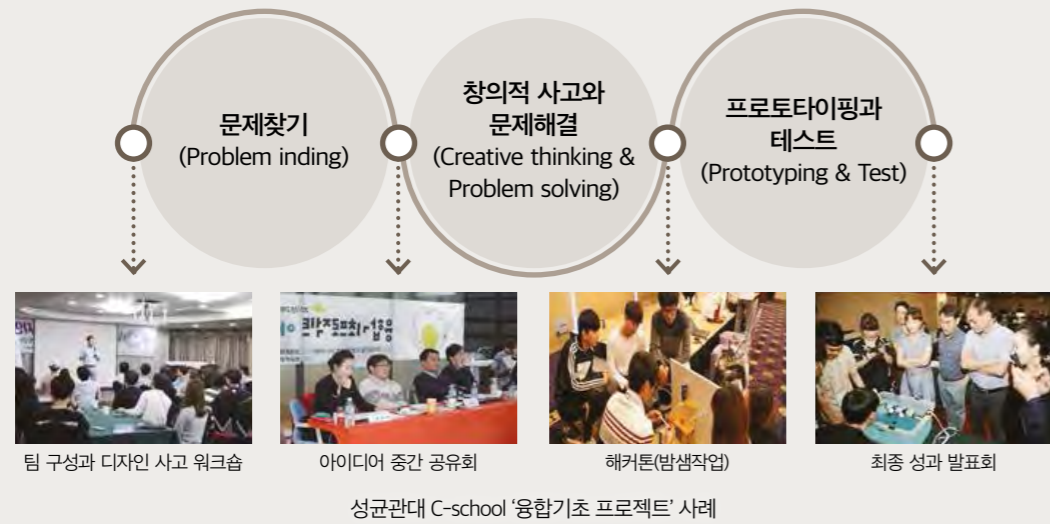 문제찾기
(Problem inding)
창의적 사고와
문제해결
(Creative thinking &
Problem solving)
프로토타이핑과
테스트
(Prototyping & Test)
팀 구성과 디자인 사고 워크숍
아이디어 중간 공유회
해커톤(밤샘작업)
최종 성과 발표회
성균관대 C-school ‘융합기초 프로젝트’ 사례